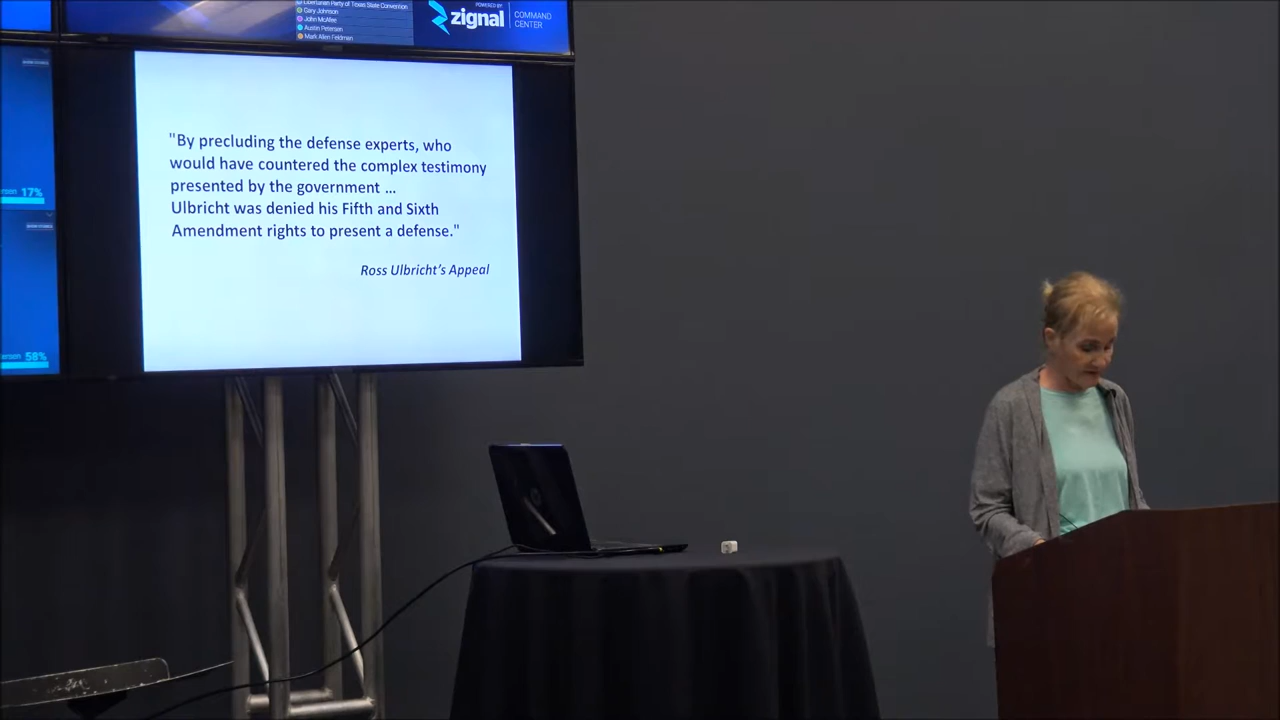 Libertarian Party of Texas State Convention
Gary Johnson
John McAfee
Austin Petersen
Mark Allen Feldman
POWERED BY
zignal
COMMAND
CENTER
"By precluding the defense experts, who
would have countered the complex testimony
presented by the government ...
Ulbricht was denied his Fifth and Sixth
Amendment rights to present a defense."
Ross Ulbricht's Appeal
ersen 17%
ersen 58%